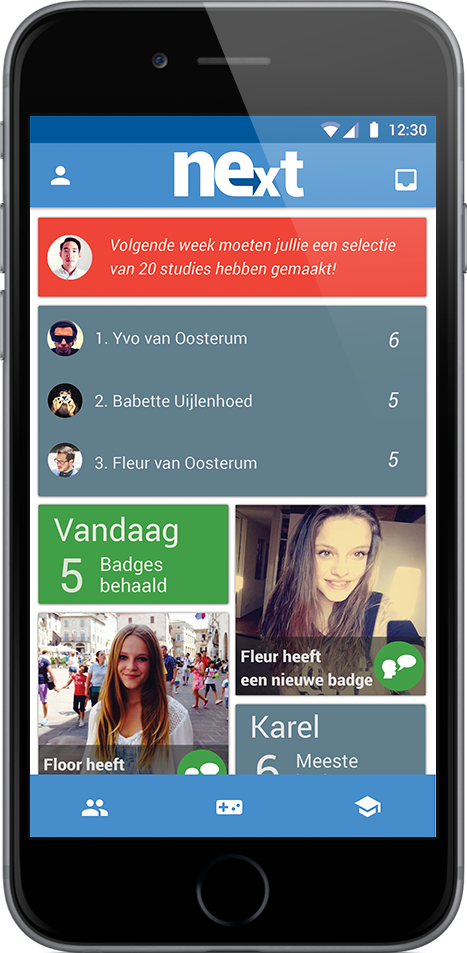 12:30
next
Volgende week moeten jullie een selectie
van 20 studies hebben gemaakt!
1. Yvo van Oosterum 6
2. Babette Uijlenhoed 5
3. Fleur van Oosterum 5
Vandaag
5 Badges
behaald
Fleur heeft
een nieuwe badge
Floor heeft
Karel
6 Meeste